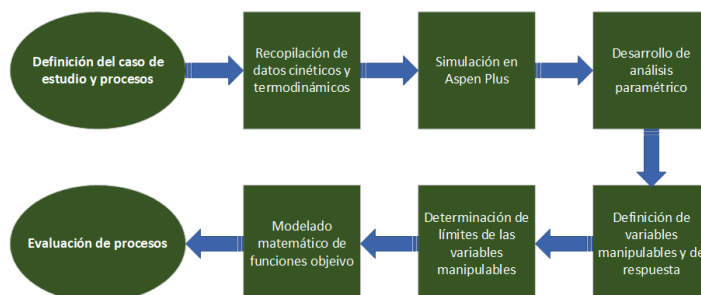 Definición del caso de
estudio y procesos
Recopilación de
datos cinéticos y
termodinámicos
Simulación en
Aspen Plus
Desarrollo de
análisis
paramétrico
Definición de
variables
manipulables y de
respuesta
Determinación de
límites de las
variables
manipulables
Modelado
matemático de
funciones objeivo
Evaluación de procesos